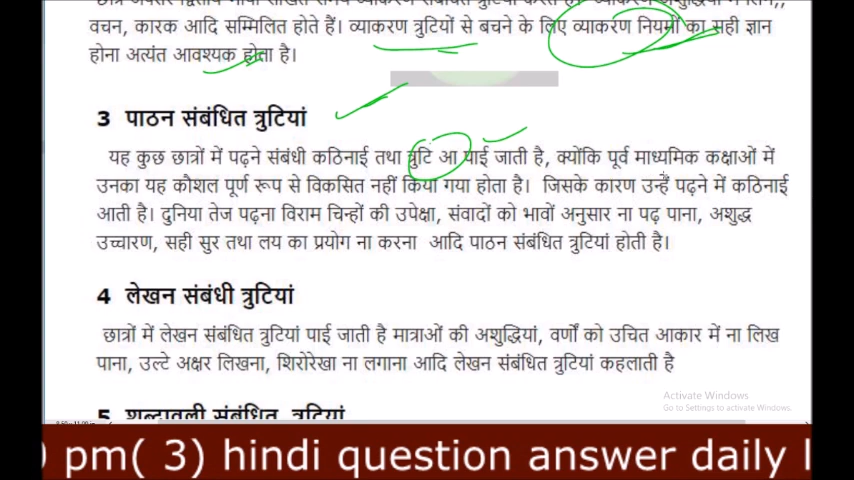 वचन, कारक आदि सम्मिलित होते हैं। व्याकरण त्रुटियों से बचने के लिए व्याकरण नियमों का सही ज्ञान
होना अत्यंत आवश्यक होता है।
3 पाठन संबंधित त्रुटियां
यह कुछ छात्रों में पढ़ने संबंधी कठिनाई तथा त्रुटि आ पाई जाती है, क्योंकि पूर्व माध्यमिक कक्षाओं में
उनका यह कौशल पूर्ण रूप से विकसित नहीं किया गया होता है। जिसके कारण उन्हें पढ़ने में कठिनाई
आती है। दुनिया तेज पढ़ना विराम चिन्हों की उपेक्षा, संवादों को भावों अनुसार ना पढ़ पाना, अशुद्ध
उच्चारण, सही सुर तथा लय का प्रयोग ना करना आदि पाठन संबंधित त्रुटियां होती है।
4 लेखन संबंधी त्रुटियां
छात्रों में लेखन संबंधित त्रुटियां पाई जाती है मात्राओं की अशुद्धियां, वर्णों को उचित आकार में ना लिख
पाना, उल्टे अक्षर लिखना, शिरोरेखा ना लगाना आदि लेखन संबंधित त्रुटियां कहलाती है
5 शब्दावली संबंधित त्रुटियां
Activate Windows
Go to Settings to activate Windows.
pm( 3) hindi question answer daily